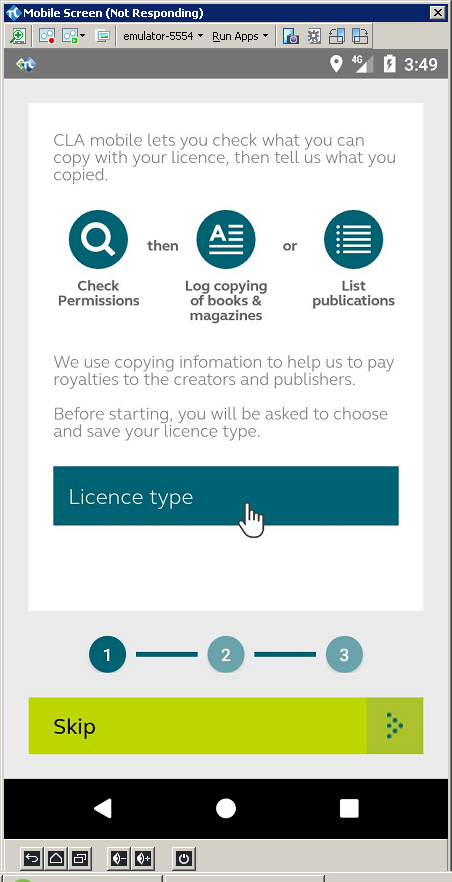 Mobile Screen (Not Responding)
emulator-5554
Run Apps
4G
3:49
CLA mobile lets you check what you can
copy with your licence, then tell us what you
copied.
then
or
Check
Permissions
Log copying
of books &
magazines
List
publications
We use copying infomation to help us to pay
royalties to the creators and publishers.
Before starting, you will be asked to choose
and save your licence type.
Licence type
1
2
3
Skip